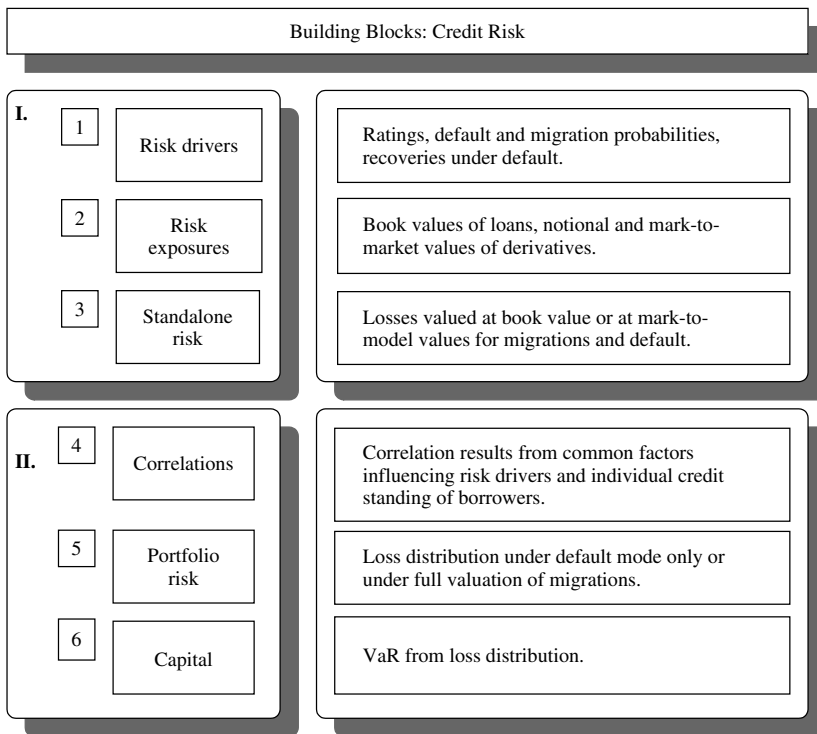 Building Blocks: Credit Risk
I.
1
Risk drivers
Ratings, default and migration probabilities,
recoveries under default.
2
Risk
exposures
Book values of loans, notional and mark-to-
market values of derivatives.
3
Standalone
risk
Losses valued at book value or at mark-to-
model values for migrations and default.
II.
4
Correlations
Correlation results from common factors
influencing risk drivers and individual credit
standing of borrowers.
5
Portfolio
risk
Loss distribution under default mode only or
under full valuation of migrations.
6
Capital
VaR from loss distribution.